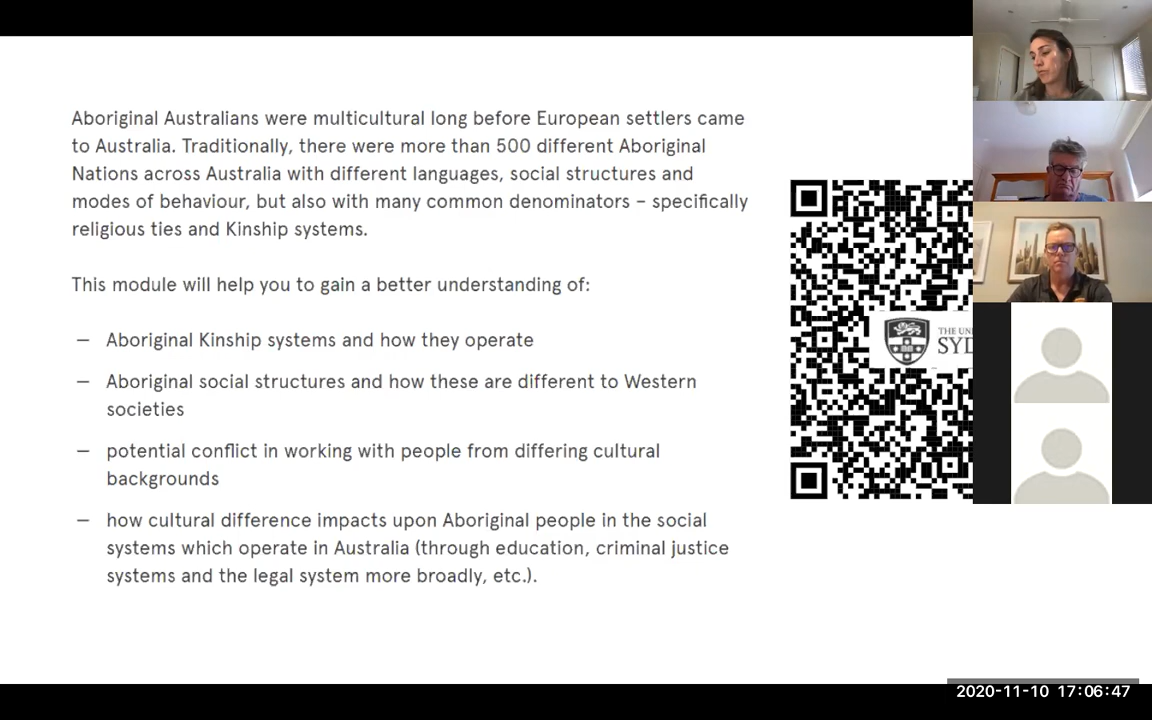 Aboriginal Australians were multicultural long before European settlers came
to Australia. Traditionally, there were more than 500 different Aboriginal
Nations across Australia with different languages, social structures and
modes of behaviour, but also with many common denominators – specifically
religious ties and Kinship systems.
This module will help you to gain a better understanding of:
— Aboriginal Kinship systems and how they operate
— Aboriginal social structures and how these are different to Western
societies
— potential conflict in working with people from differing cultural
backgrounds
— how cultural difference impacts upon Aboriginal people in the social
systems which operate in Australia (through education, criminal justice
systems and the legal system more broadly, etc.).
THE
2020-11-10 17:06:47